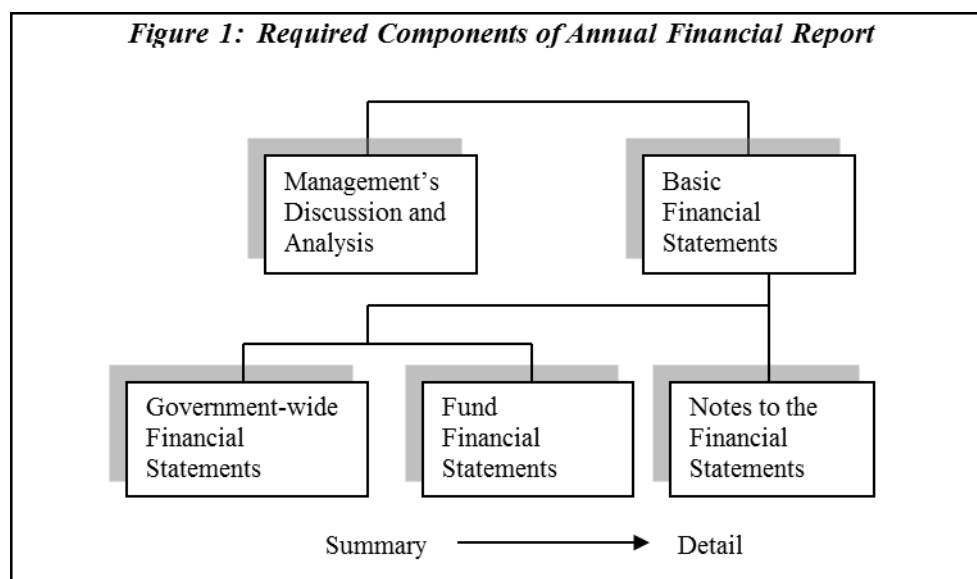 Figure 1: Required Components of Annual Financial Report
Management’s
Discussion and
Analysis
Basic
Financial
Statements
Government-wide
Financial
Statements
Fund
Financial
Statements
Notes to the
Financial
Statements
Summary
Detail